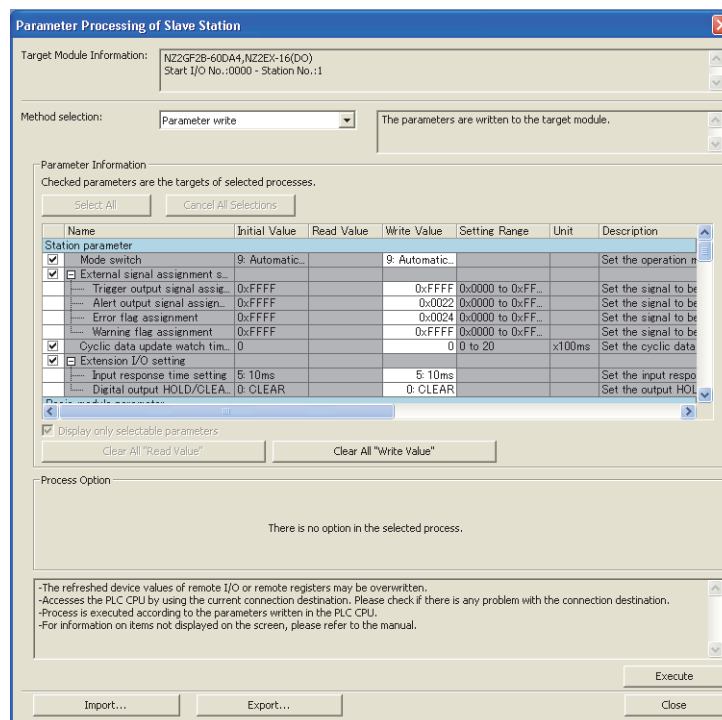 Parameter Processing of Slave Station
Target Module Information:
NZ2GF2B-60DA4,NZ2EX-16(DO)
Start I/O No.:0000 - Station No.:1
Method selection:
Parameter write
The parameters are written to the target module.
Parameter Information
Checked parameters are the targets of selected processes.
Select All Cancel All Selections
Name Initial Value Read Value Write Value Setting Range Unit Description
Station parameter
Mode switch 9: Automatic... 9: Automatic... Set the operation m
External signal assignment s...
Trigger output signal assig... 0xFFFF 0xFFFF 0x0000 to 0xFF... Set the signal to be
Alert output signal assign... 0xFFFF 0x0022 0x0000 to 0xFF... Set the signal to be
Error flag assignment 0xFFFF 0x0024 0x0000 to 0xFF... Set the signal to be
Warning flag assignment 0xFFFF 0xFFFF 0x0000 to 0xFF... Set the signal to be
Cyclic data update watch tim... 0 0 0 to 20 x100ms Set the cyclic data
Extension I/O setting
Input response time setting 5: 10ms 5: 10ms Set the input respo
Digital output HOLD/CLEA... 0: CLEAR 0: CLEAR Set the output HOL
Basic module parameter
Display only selectable parameters
Clear All "Read Value" Clear All "Write Value"
Process Option
There is no option in the selected process.
-The refreshed device values of remote I/O or remote registers may be overwritten.
-Accesses the PLC CPU by using the current connection destination. Please check if there is any problem with the connection destination.
-Process is executed according to the parameters written in the PLC CPU.
-For information on items not displayed on the screen, please refer to the manual.
Execute
Import... Export... Close